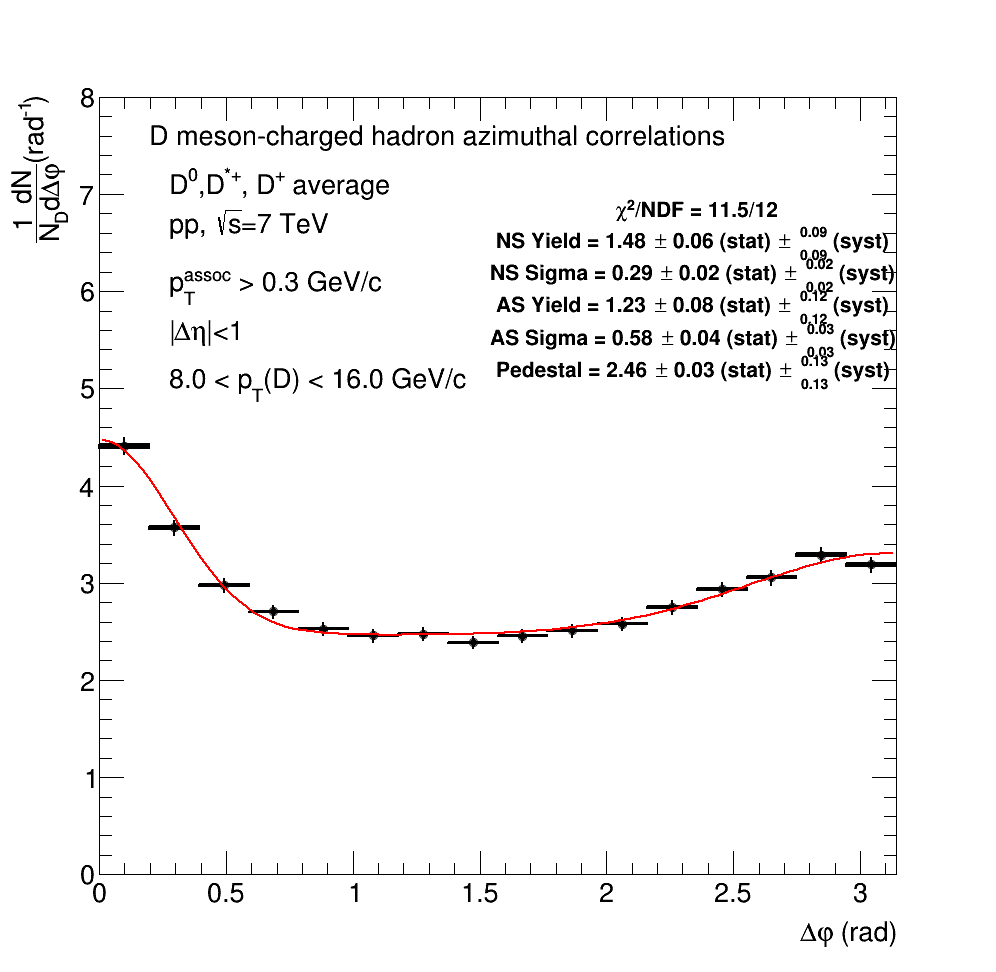 1 dN
N_D dΔφ (rad⁻¹)
D meson-charged hadron azimuthal correlations
D⁰,D*⁺, D⁺ average
pp, √s=7 TeV
p_T^assoc > 0.3 GeV/c
|Δη|<1
8.0 < p_T(D) < 16.0 GeV/c
χ²/NDF = 11.5/12
NS Yield = 1.48 ± 0.06 (stat) ± 0.09 0.09 (syst)
NS Sigma = 0.29 ± 0.02 (stat) ± 0.02 0.02 (syst)
AS Yield = 1.23 ± 0.08 (stat) ± 0.12 0.12 (syst)
AS Sigma = 0.58 ± 0.04 (stat) ± 0.03 0.03 (syst)
Pedestal = 2.46 ± 0.03 (stat) ± 0.13 0.13 (syst)
8
7
6
5
4
3
2
1
0
0 0.5 1 1.5 2 2.5 3
Δφ (rad)